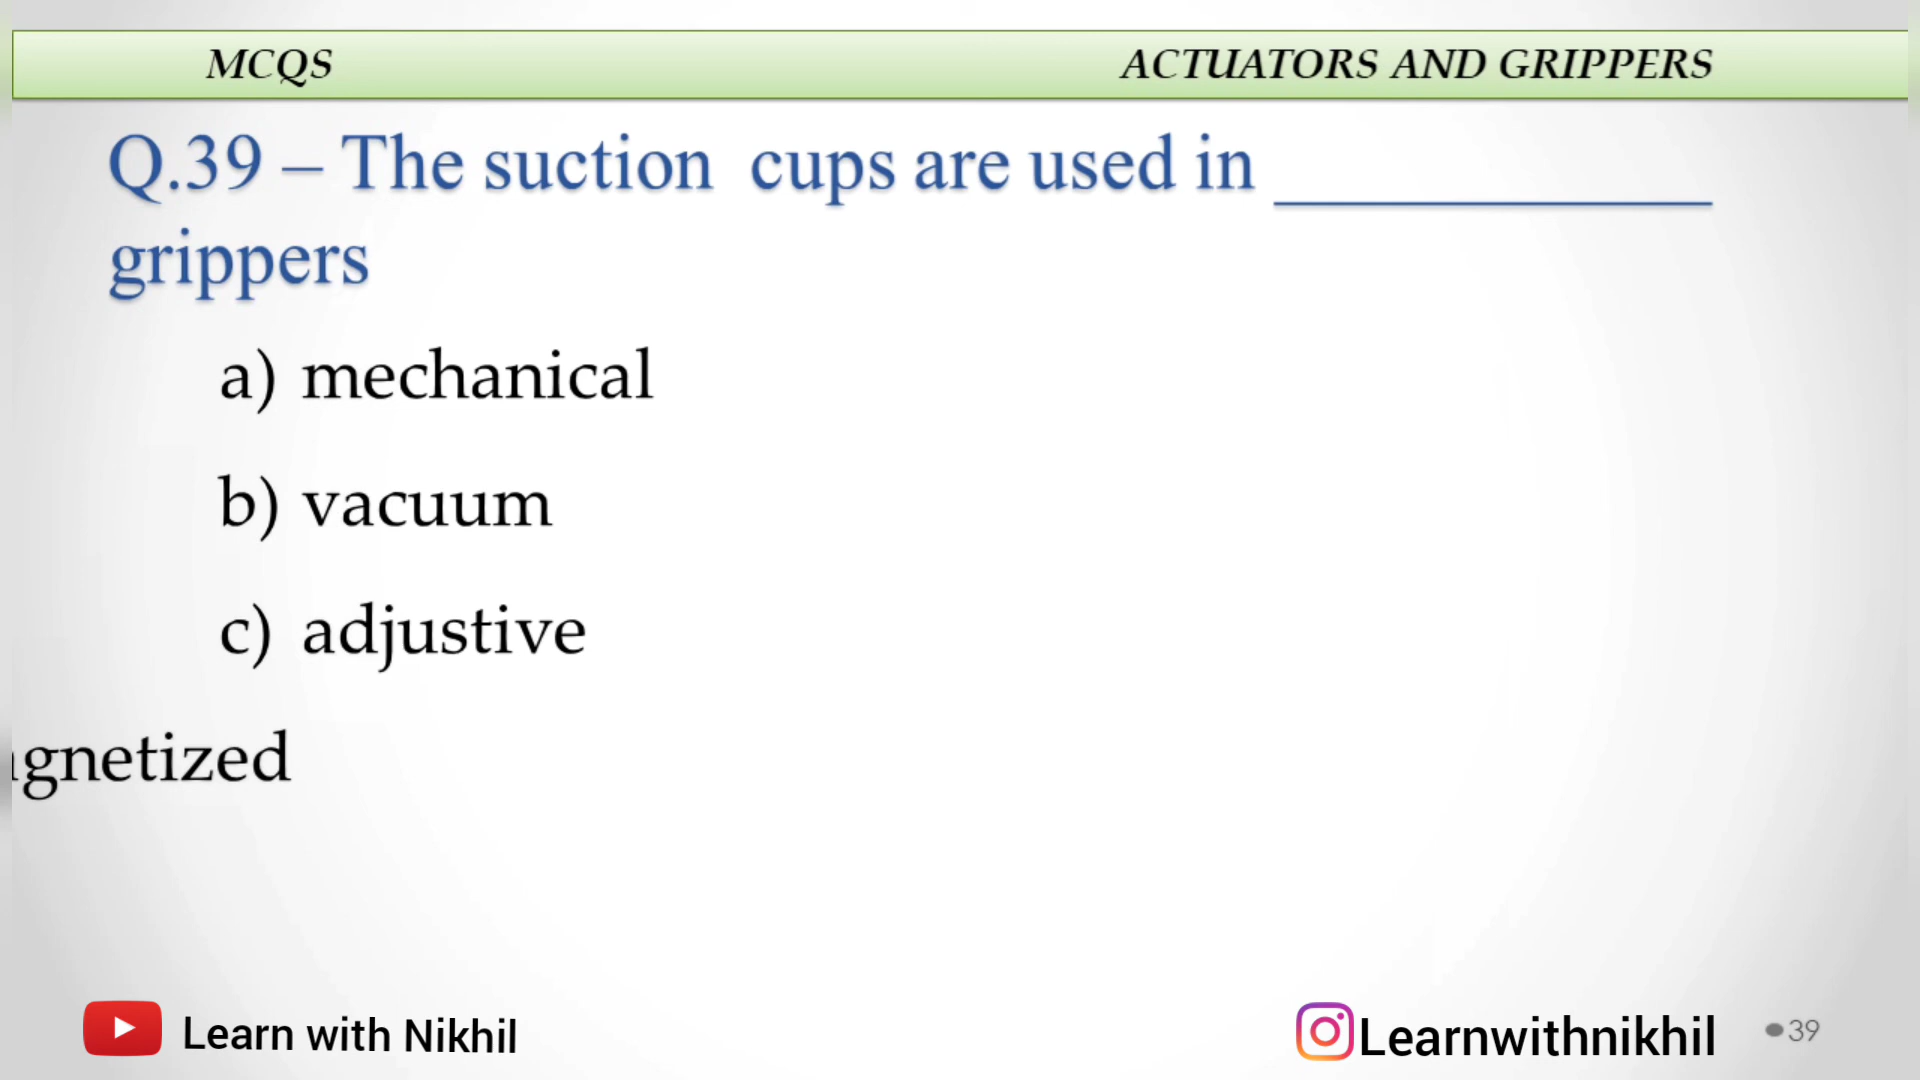 MCQS ACTUATORS AND GRIPPERS
Q.39 – The suction cups are used in ____________
grippers
a) mechanical
b) vacuum
c) adjustive
gnetized
Learn with Nikhil
Learnwithnikhil
39